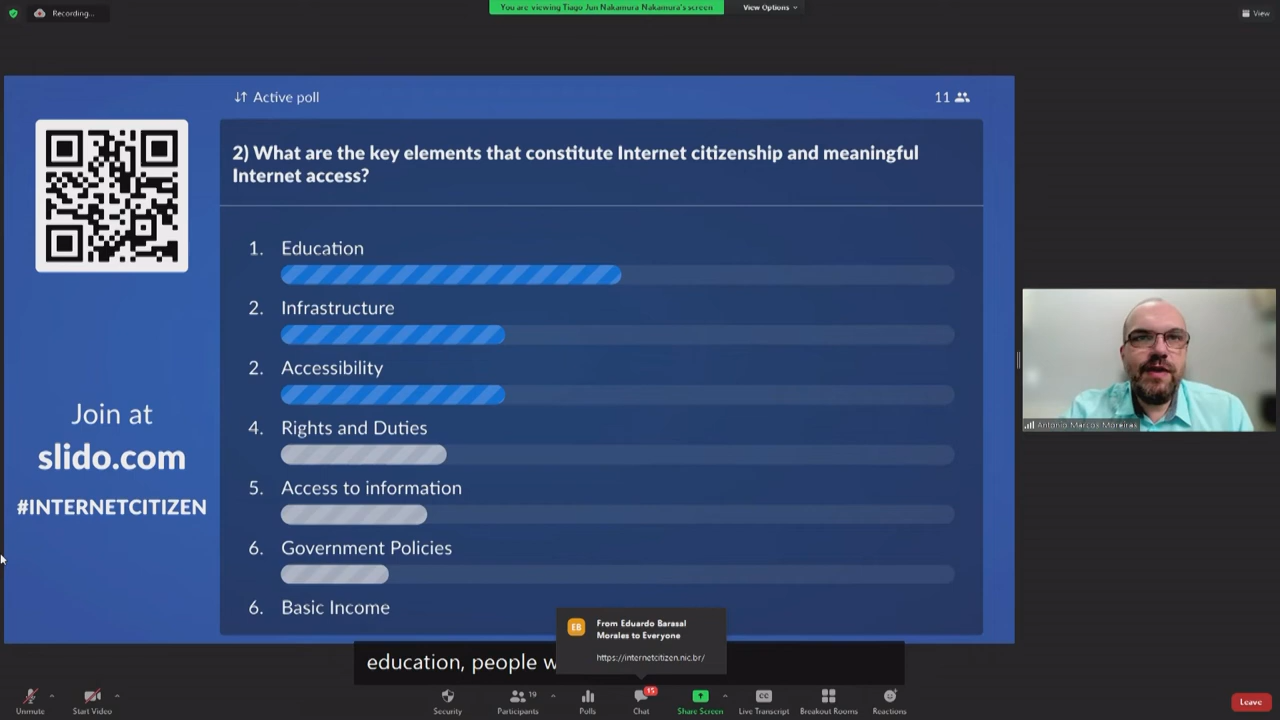 Recording...
You are viewing Tiago Jun Nakamura Nakamura's screen
View Options
View
Active poll
11
2) What are the key elements that constitute Internet citizenship and meaningful
Internet access?
1. Education
2. Infrastructure
2. Accessibility
4. Rights and Duties
5. Access to information
6. Government Policies
6. Basic Income
Join at
slido.com
#INTERNETCITIZEN
Antonio Marcos Moreiras
EB
From Eduardo Barasal
Morales to Everyone
https://internetcitizen.nic.br/
education, people w
Unmute
Start Video
Security
19
Participants
Polls
15
Chat
Share Screen
CC
Live Transcript
Breakout Rooms
Reactions
Leave